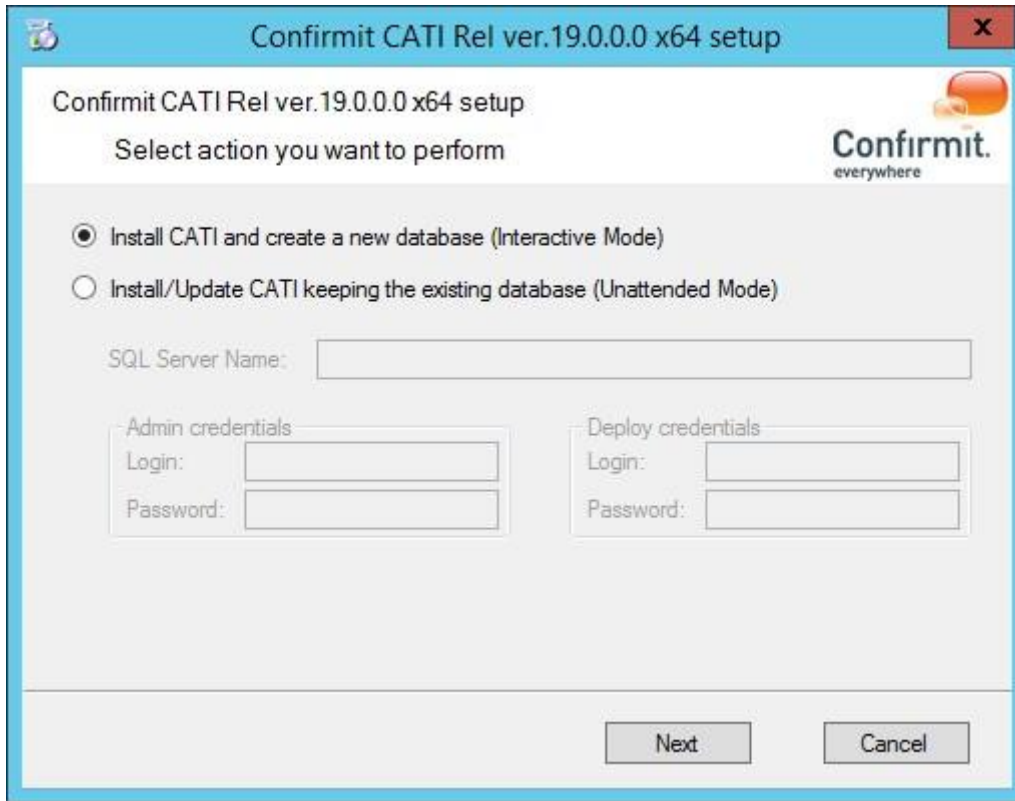 Confirmit CATI Rel ver.19.0.0.0 x64 setup
x
Confirmit CATI Rel ver.19.0.0.0 x64 setup
Select action you want to perform
Confirmit.
everywhere
Install CATI and create a new database (Interactive Mode)
Install/Update CATI keeping the existing database (Unattended Mode)
SQL Server Name:
Admin credentials
Login:
Password:
Deploy credentials
Login:
Password:
Next
Cancel